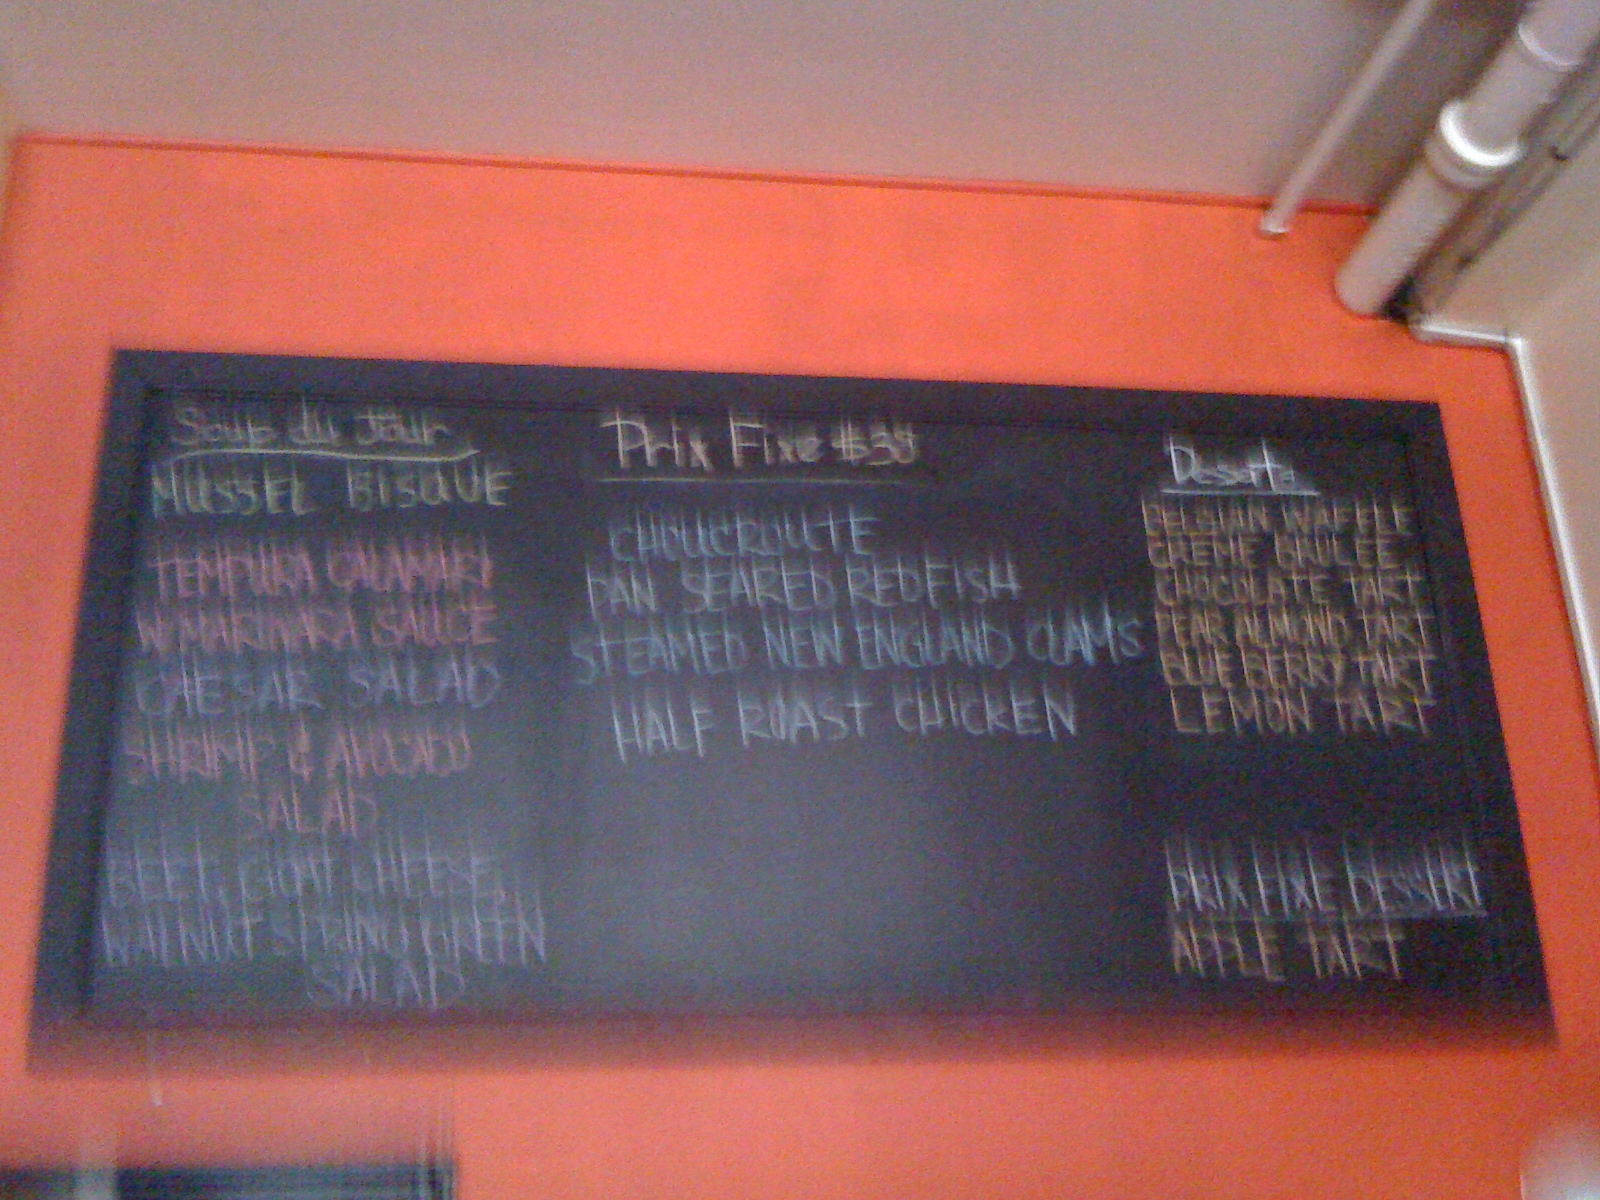 Soup du Jour
MUSSEL BISQUE
TEMPURA CALAMARI
W/MARINARA SAUCE
CAESAR SALAD
SHRIMP & AVOCADO
SALAD
BEET, GOAT CHEESE,
WALNUT SPRING GREEN
SALAD
Prix Fixe
CHOUCROUTE
PAN SEARED REDFISH
STEAMED NEW ENGLAND CLAMS
HALF ROAST CHICKEN
Desserts
BELGIAN WAFFLE
CREME BRULEE
CHOCOLATE TART
PEAR ALMOND TART
BLUE BERRY TART
LEMON TART
PRIX FIXE DESSERT
APPLE TART